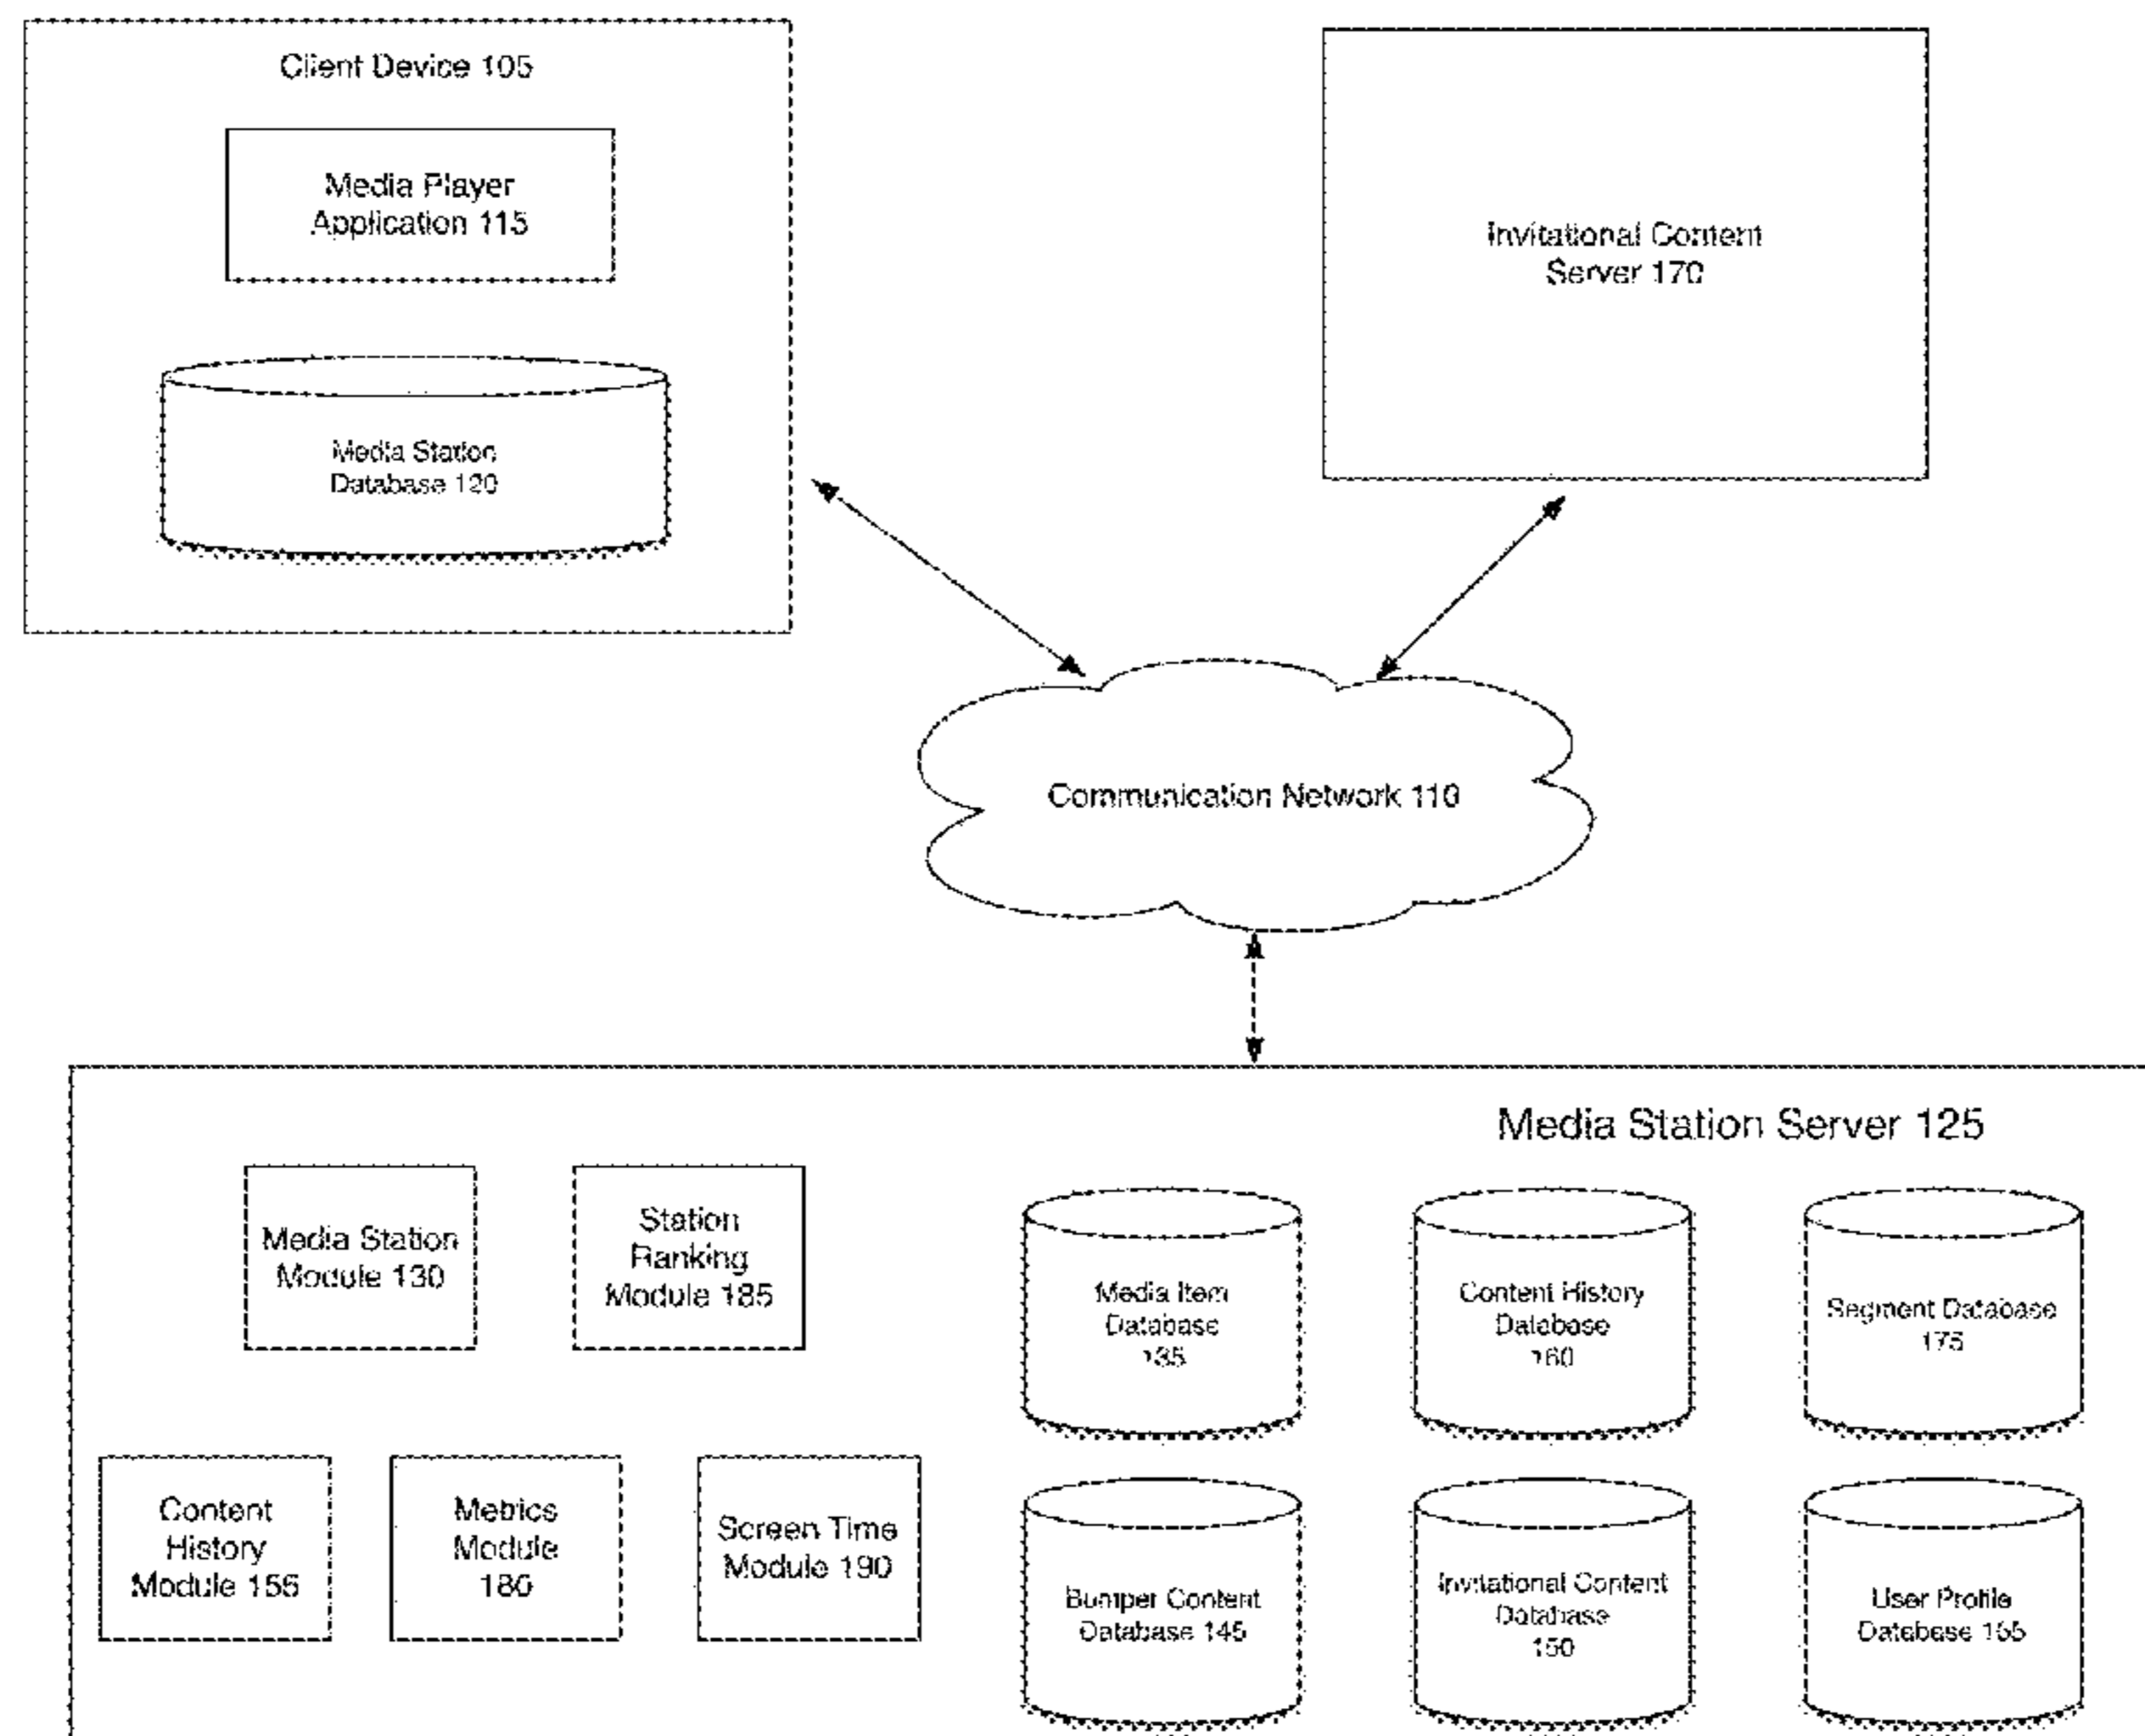 Client Device 105
Media Player
Application 115
Media Station
Database 120
Invitational Content
Server 170
Communication Network 110
Media Station Server 125
Media Station
Module 130
Station
Ranking
Module 185
Content
History
Module
Metrics
Module
180
Screen Time
Module 190
Media Item
Database
135
Content History
Database
160
Segment Database
175
Bumper Content
Database 145
Invitational Content
Database
150
User Profile
Database